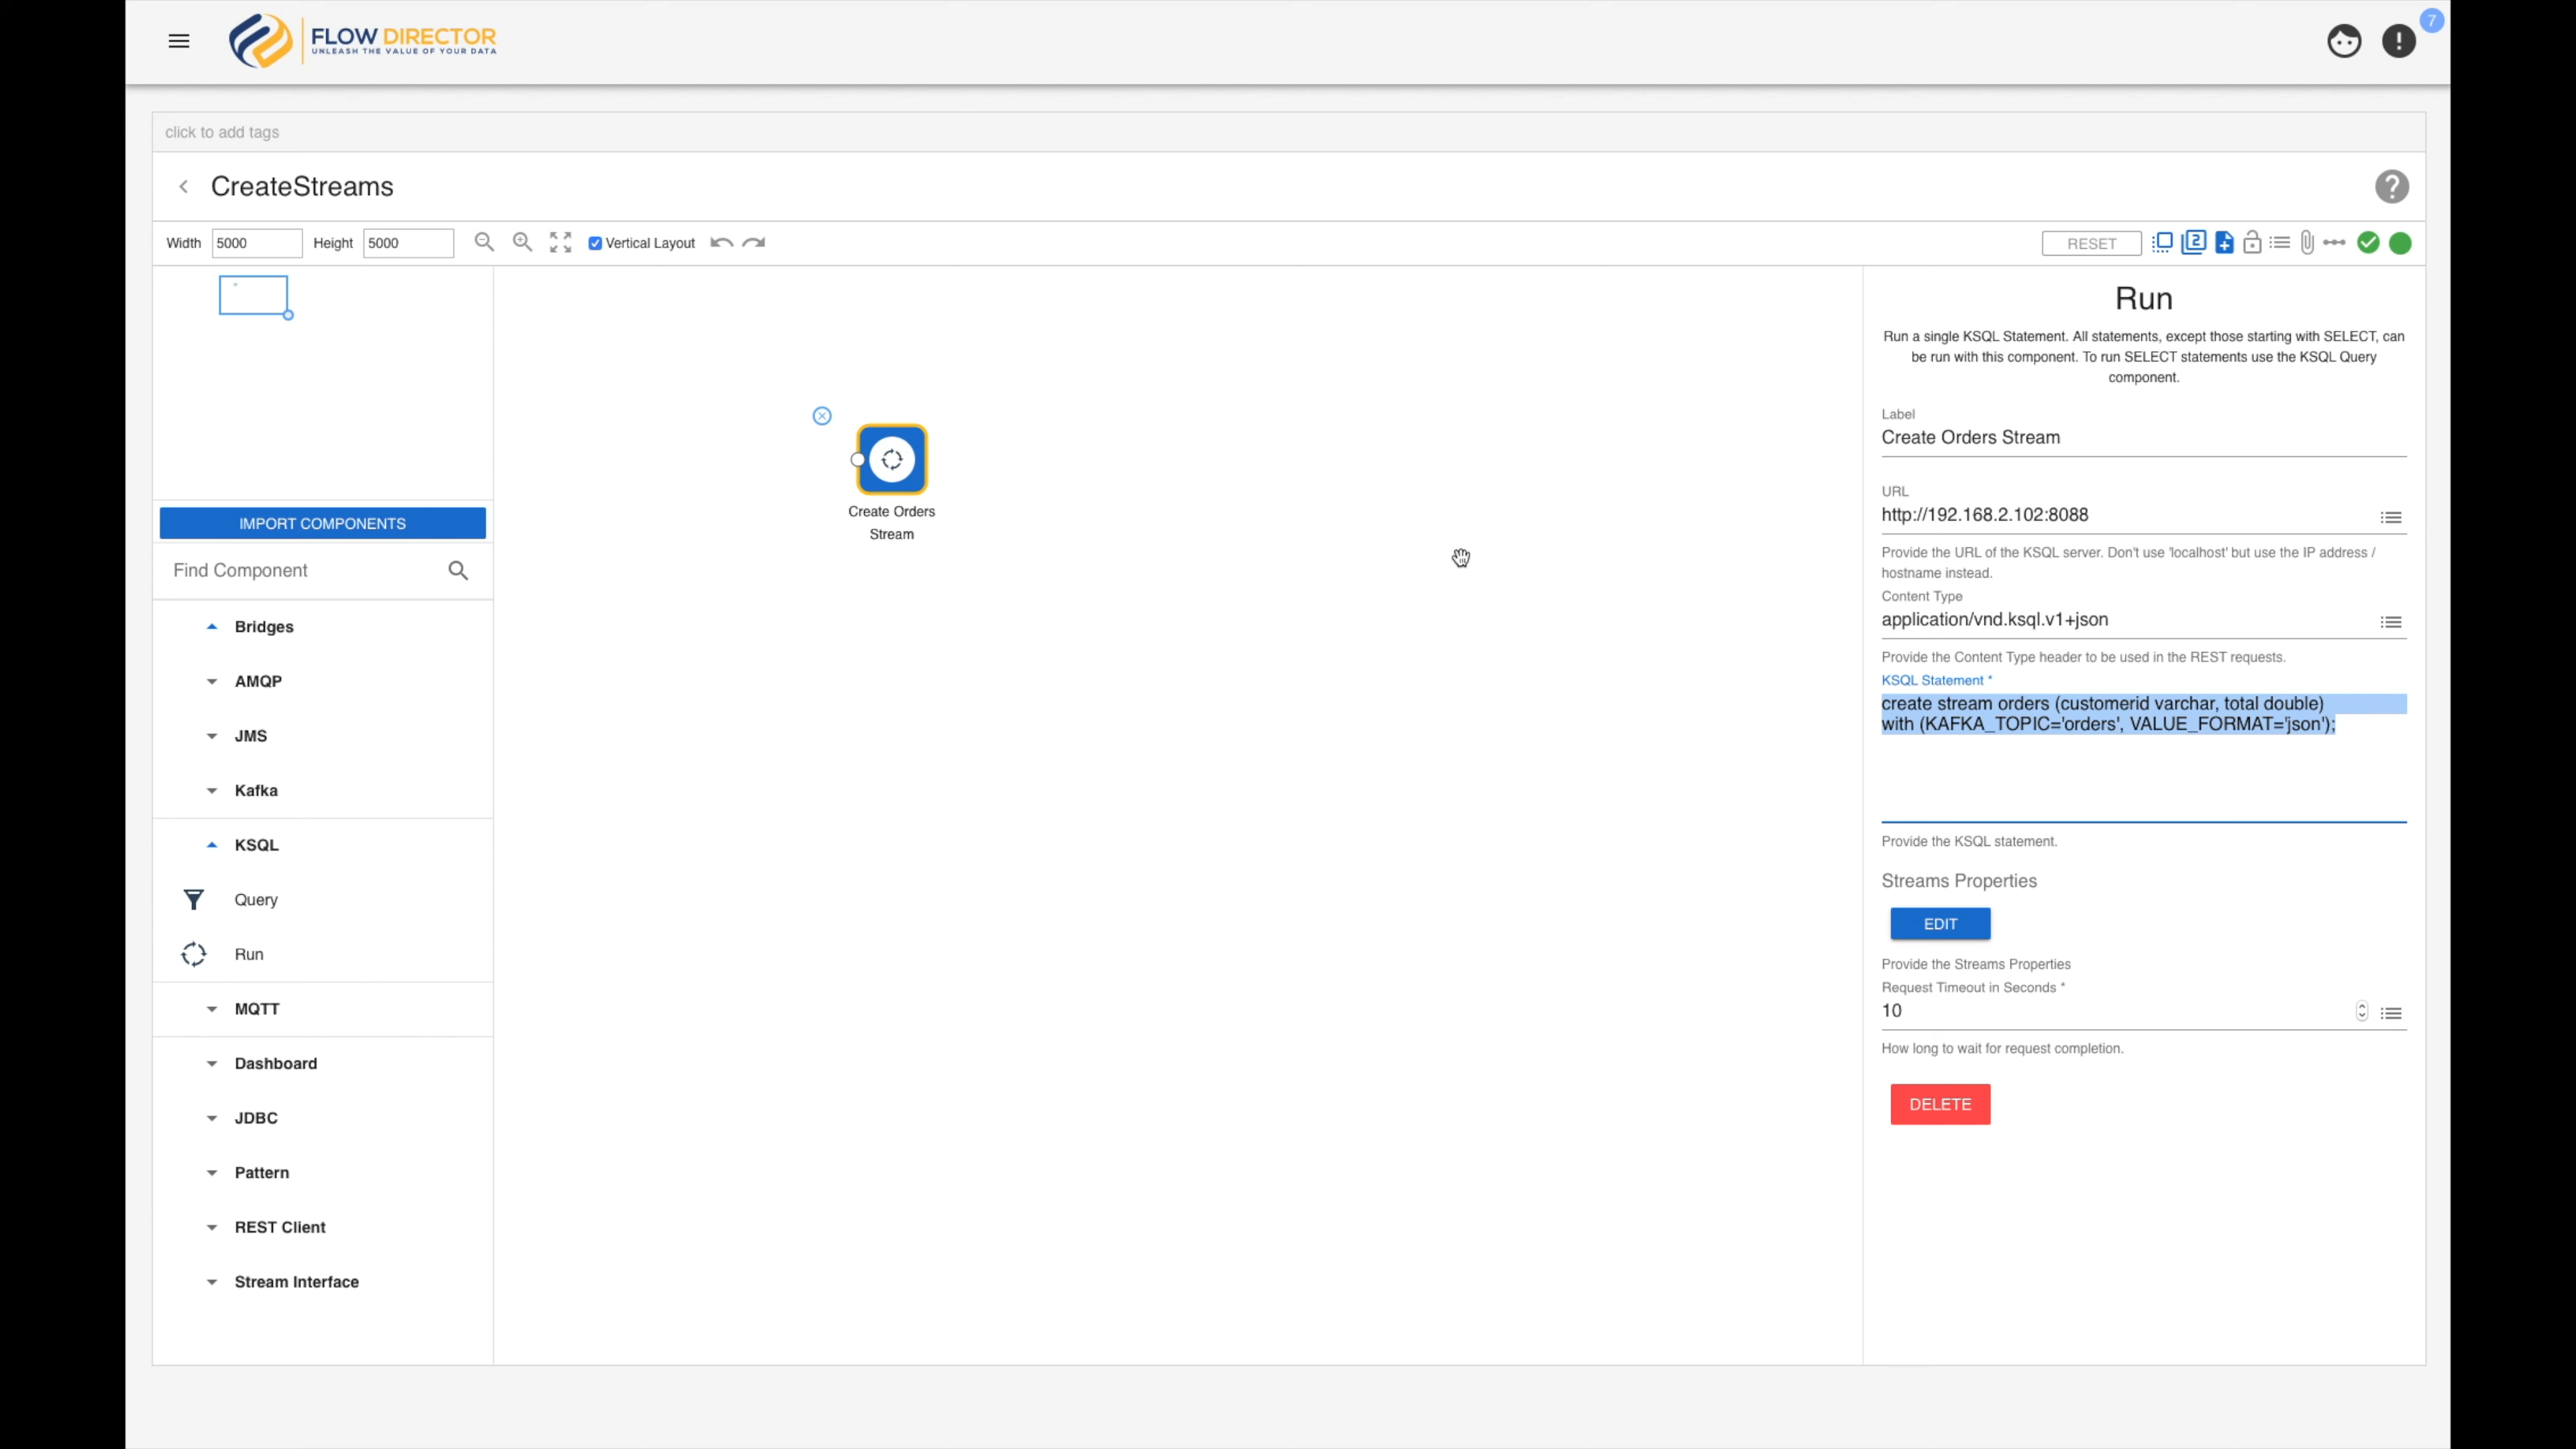 FLOW DIRECTOR
UNLEASH THE VALUE OF YOUR DATA
7
click to add tags
CreateStreams
Width 5000 Height 5000 Vertical Layout RESET 2
IMPORT COMPONENTS
Find Component
Bridges
AMQP
JMS
Kafka
KSQL
Query
Run
MQTT
Dashboard
JDBC
Pattern
REST Client
Stream Interface
Create Orders
Stream
Run
Run a single KSQL Statement. All statements, except those starting with SELECT, can
be run with this component. To run SELECT statements use the KSQL Query
component.
Label
Create Orders Stream
URL
http://192.168.2.102:8088
Provide the URL of the KSQL server. Don't use 'localhost' but use the IP address /
hostname instead.
Content Type
application/vnd.ksql.v1+json
Provide the Content Type header to be used in the REST requests.
KSQL Statement *
create stream orders (customerid varchar, total double)
with (KAFKA_TOPIC='orders', VALUE_FORMAT='json');
Provide the KSQL statement.
Streams Properties
EDIT
Provide the Streams Properties
Request Timeout in Seconds *
10
How long to wait for request completion.
DELETE